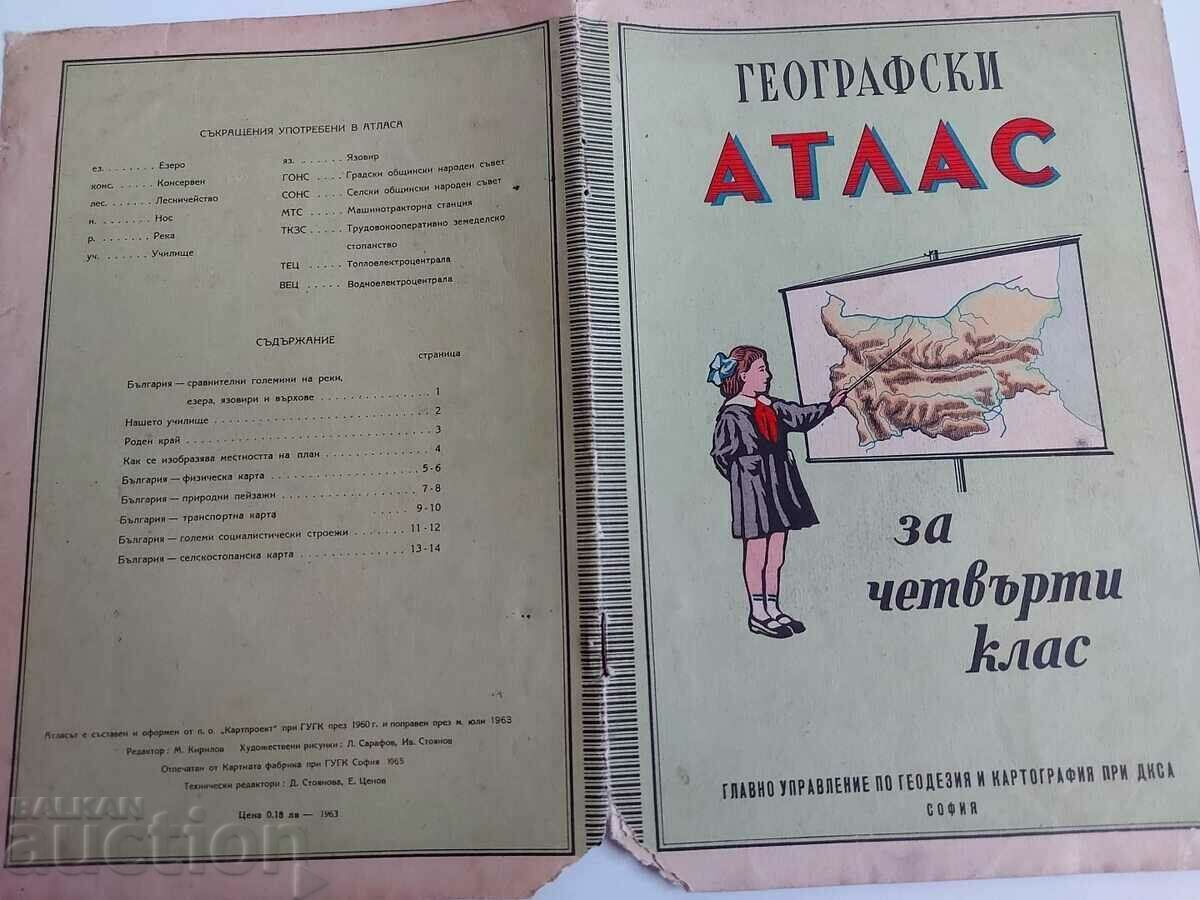 СЪКРАЩЕНИЯ УПОТРЕБЕНИ В АТЛАСА
ез. . . . . . . . Езеро
конс. . . . . . . Консервен
лес. . . . . . . Лесничейство
н. . . . . . . . Нос
р. . . . . . . . Река
уч. . . . . . . Училище
яз. . . . . . . Язовир
ГОНС . . . . Градски общински народен съвет
СОНС . . . . Селски общински народен съвет
МТС . . . . . Машинотракторна станция
ТКЗС . . . . . Трудовокооперативно земеделско
стопанство
ТЕЦ . . . . . Топлоелектроцентрала
ВЕЦ . . . . . Водноелектроцентрала
СЪДЪРЖАНИЕ
страница
България — сравнителни големини на реки,
езера, язовири и върхове . . . . . . . . . . . . 1
Нашето училище . . . . . . . . . . . . . . . . . . 2
Роден край . . . . . . . . . . . . . . . . . . . . 3
Как се изобразява местността на план . . . . . . . . 4
България — физическа карта . . . . . . . . . . . . 5-6
България — природни пейзажи . . . . . . . . . . . 7-8
България — транспортна карта . . . . . 9-10
България — големи социалистически строежи . . . . . . 11-12
България — селскостопанска карта . . . . . . . . . . 13-14
Атласът е съставен и оформен от п. о. „Картпроект" при ГУГК през 1960 г. и поправен през м. юли 1963
Редактор: М. Кирилов Художествени рисунки: Л. Сарафов, Ив. Стоянов
Отпечатан от Картната фабрика при ГУГК София 1965
Технически редактори: Д. Стоянова, Е. Ценов
Цена 0.18 лв — 1963
ГЕОГРАФСКИ
АТЛАС
за
четвърти
клас
ГЛАВНО УПРАВЛЕНИЕ ПО ГЕОДЕЗИЯ И КАРТОГРАФИЯ ПРИ ДКСА
СОФИЯ
BALKAN
auction